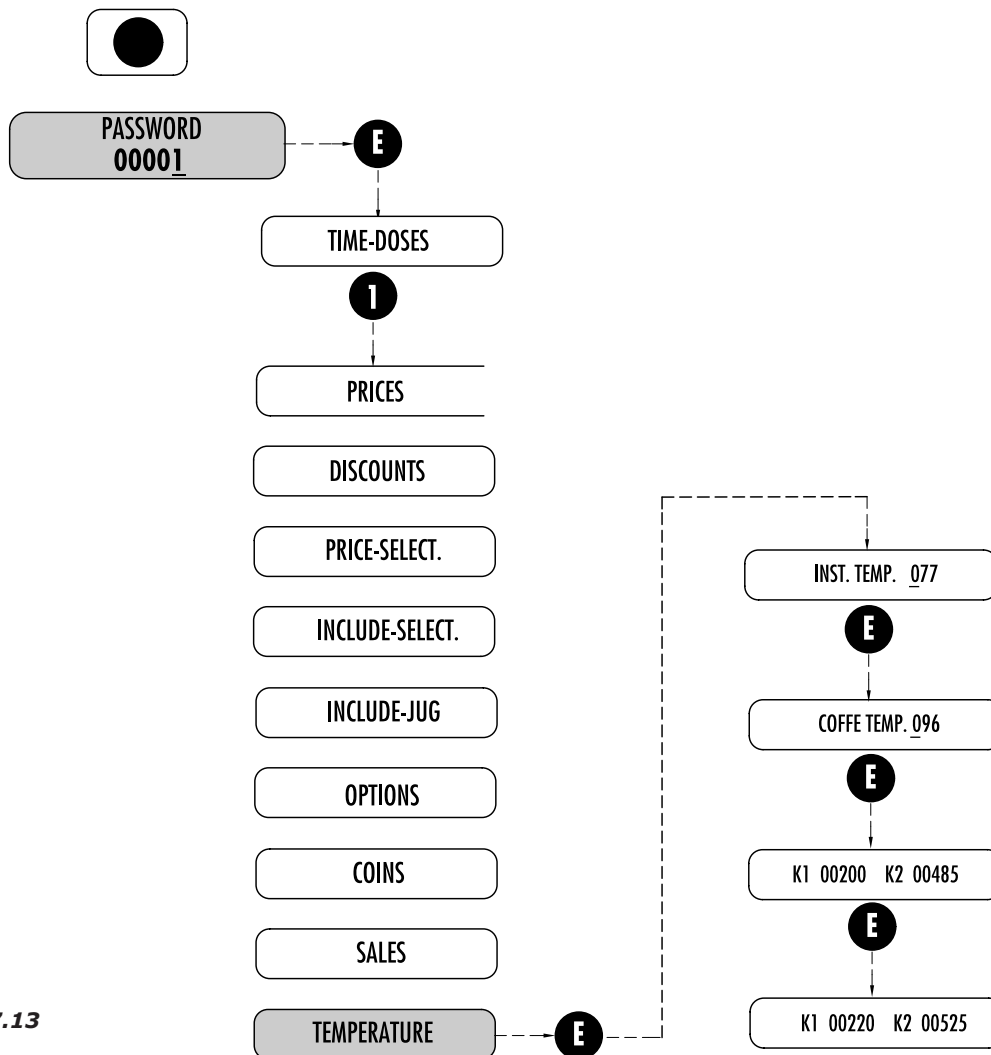 PASSWORD
00001
E
TIME-DOSES
1
PRICES
DISCOUNTS
PRICE-SELECT.
INCLUDE-SELECT.
INCLUDE-JUG
OPTIONS
COINS
SALES
TEMPERATURE
E
INST. TEMP. 077
E
COFFE TEMP. 096
E
K1 00200 K2 00485
E
K1 00220 K2 00525
.13